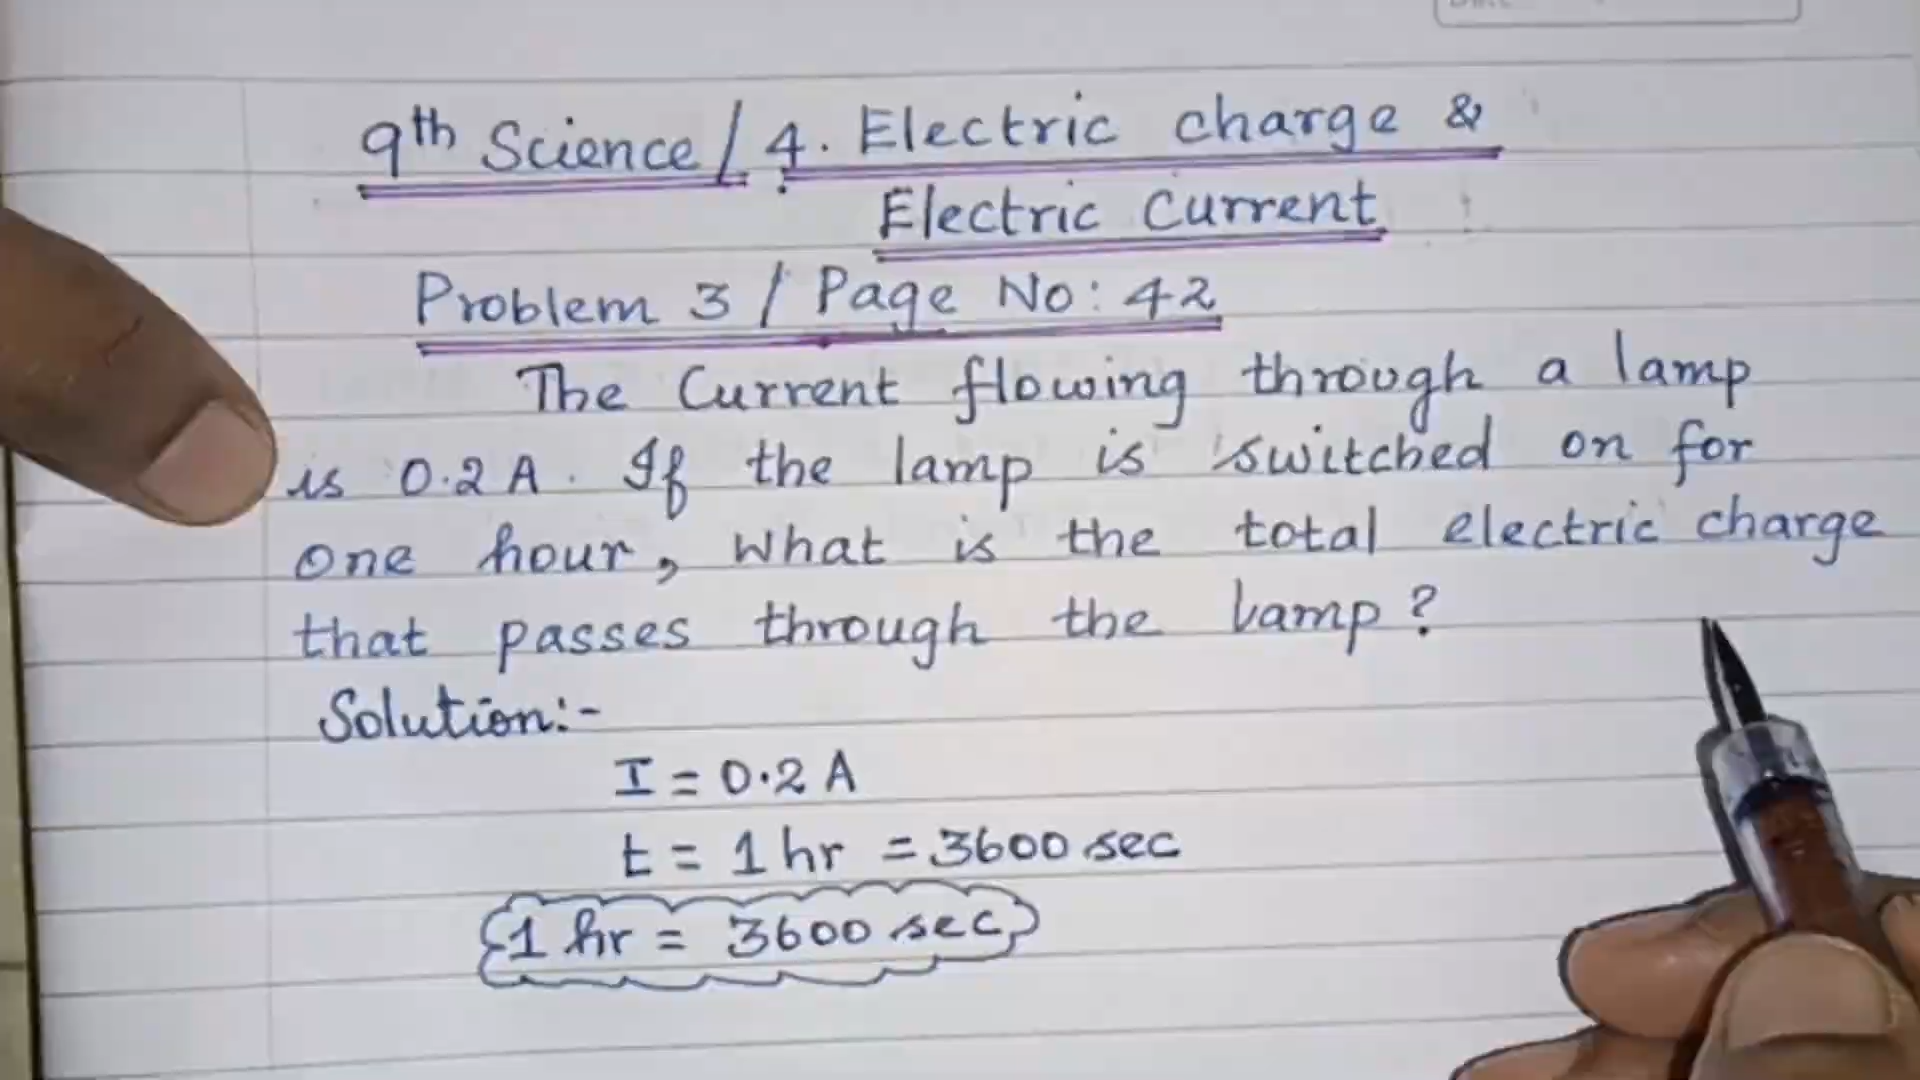 9th Science / 4. Electric charge &
Electric Current
Problem 3 / Page No: 42
The Current flowing through a lamp
is 0.2 A. If the lamp is switched on for
one hour, what is the total electric charge
that passes through the lamp?
Solution:-
I = 0.2 A
t = 1 hr = 3600 sec
1 hr = 3600 sec